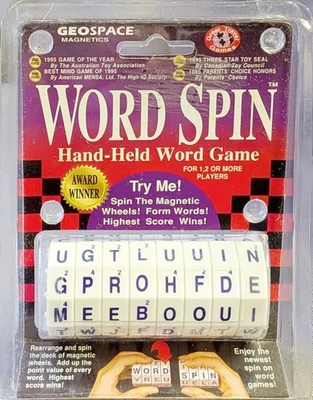 GEOSPACE
MAGNETICS
1995 GAME OF THE YEAR
By The Australian Toy Association
BEST MIND GAME OF 1995
By American MENSA, Ltd. The High IQ Society
1995 THREE STAR TOY SEAL
By Canadian Toy Council
1995 PARENTS' CHOICE HONORS
By Parents' Choice
WORD SPIN™
Hand-Held Word Game
FOR 1,2 OR MORE
PLAYERS
AWARD
WINNER
Try Me!
Spin The Magnetic
Wheels! Form Words!
Highest Score Wins!
U G T L U U I N
G P R O H F D E
M E E B O O U I
Rearrange and spin
the deck of magnetic
wheels. Add up the
point value of every
word. Highest
score wins!
WORD SPIN
Enjoy the
newest
spin on
word
games!